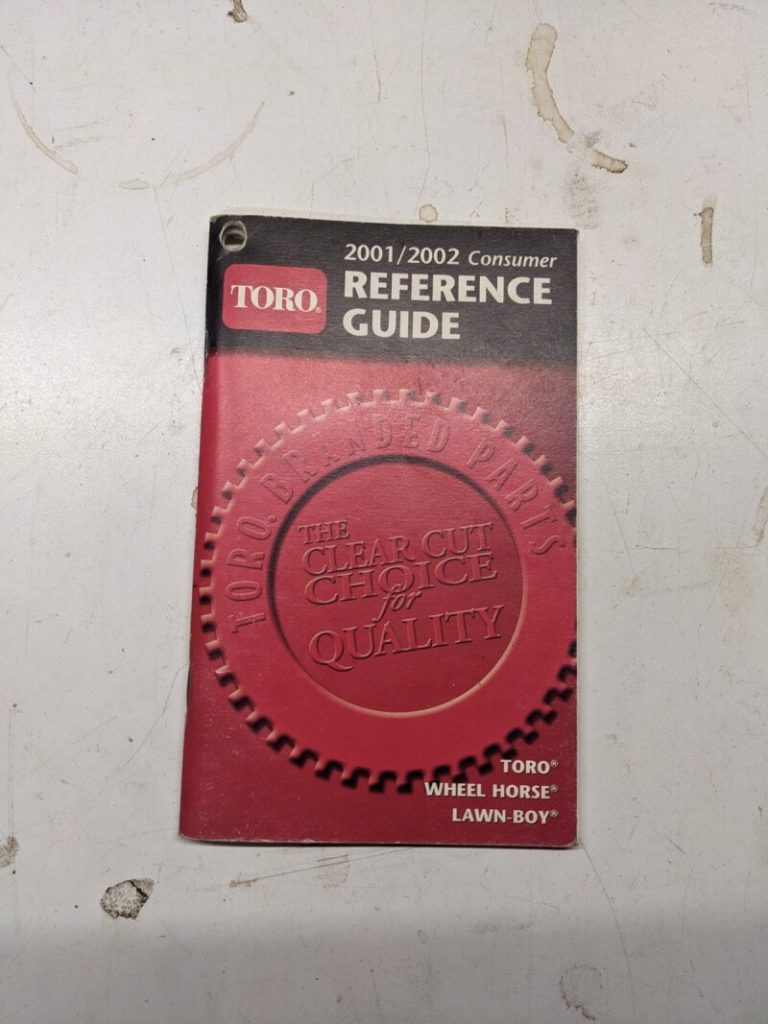 2001/2002 Consumer
TORO®
REFERENCE
GUIDE
TORO® BRANDED PARTS
THE
CLEAR CUT
CHOICE
for
QUALITY
TORO®
WHEEL HORSE®
LAWN-BOY®